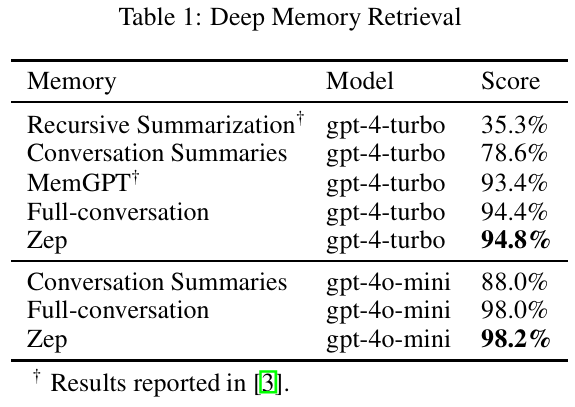 Table 1: Deep Memory Retrieval
Memory Model Score
Recursive Summarization† gpt-4-turbo 35.3%
Conversation Summaries gpt-4-turbo 78.6%
MemGPT† gpt-4-turbo 93.4%
Full-conversation gpt-4-turbo 94.4%
Zep gpt-4-turbo 94.8%
Conversation Summaries gpt-4o-mini 88.0%
Full-conversation gpt-4o-mini 98.0%
Zep gpt-4o-mini 98.2%
† Results reported in [3].